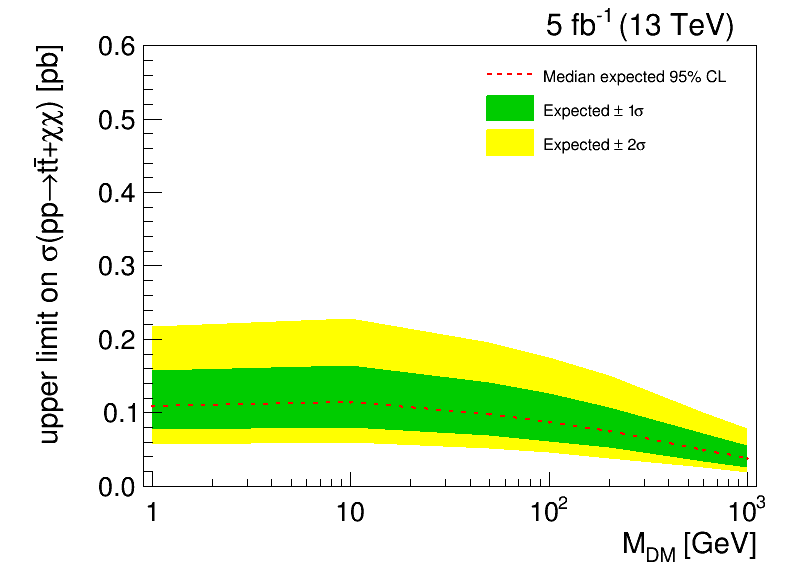 5 fb⁻¹ (13 TeV)
upper limit on σ(pp→tt̄+χχ) [pb]
0.6
0.5
0.4
0.3
0.2
0.1
0.0
Median expected 95% CL
Expected ± 1σ
Expected ± 2σ
1 10 10² 10³
M_DM [GeV]